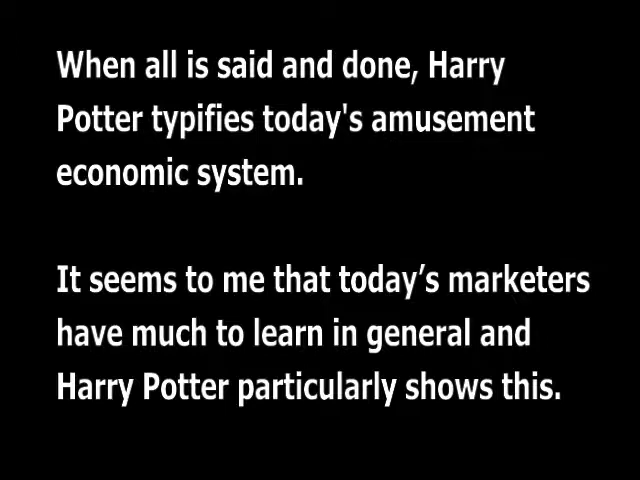 When all is said and done, Harry
Potter typifies today's amusement
economic system.
It seems to me that today’s marketers
have much to learn in general and
Harry Potter particularly shows this.